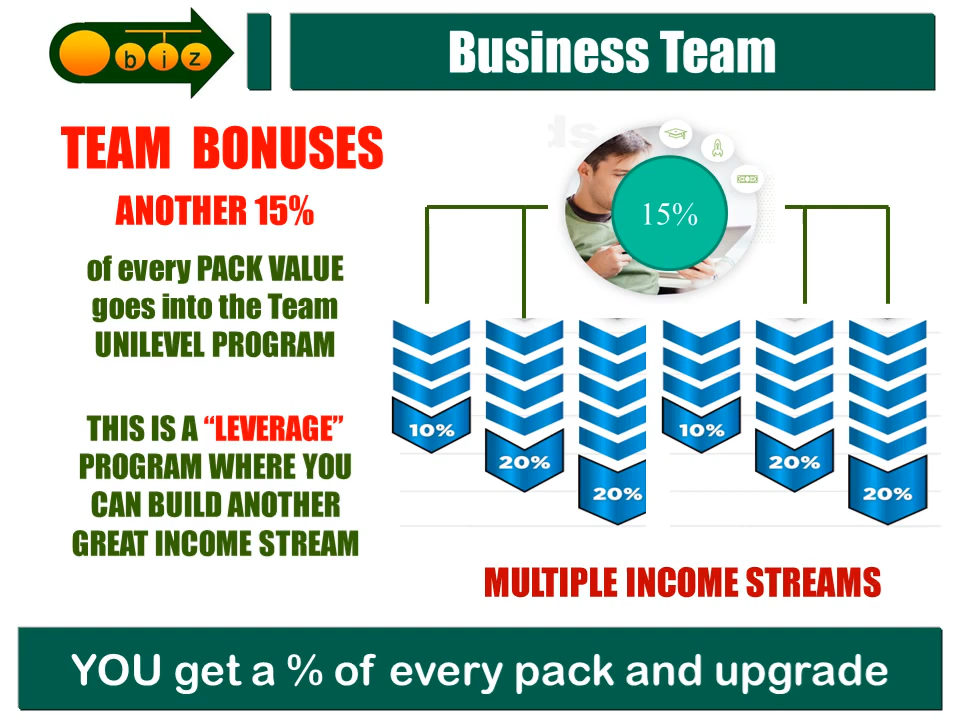 biz
Business Team
TEAM BONUSES
ANOTHER 15%
of every PACK VALUE
goes into the Team
UNILEVEL PROGRAM
THIS IS A “LEVERAGE”
PROGRAM WHERE YOU
CAN BUILD ANOTHER
GREAT INCOME STREAM
ds
15%
10%
20%
20%
10%
20%
20%
MULTIPLE INCOME STREAMS
YOU get a % of every pack and upgrade